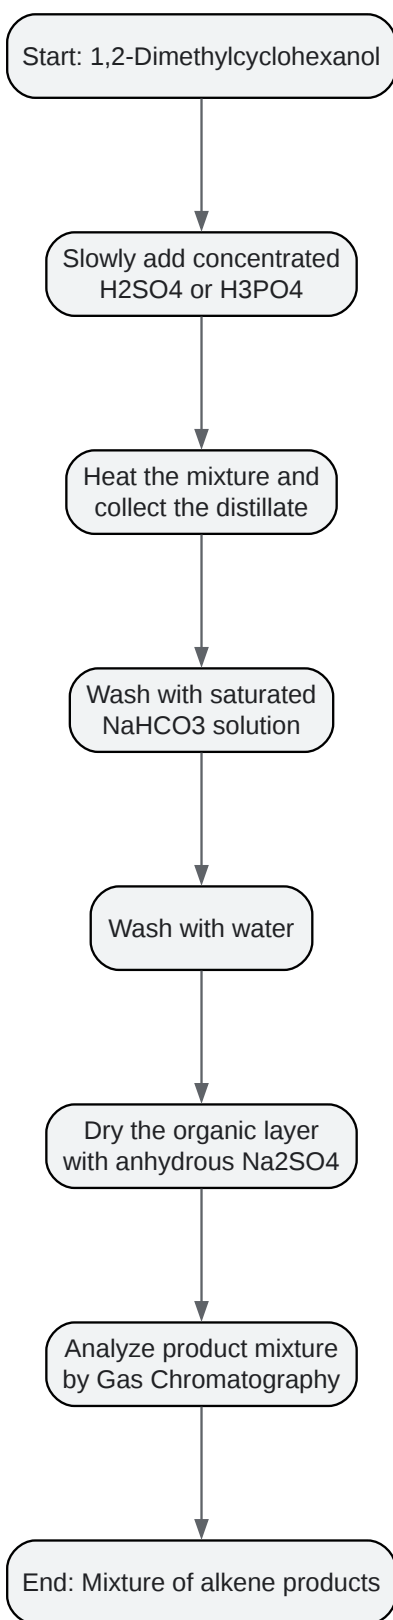 Start: 1,2-Dimethylcyclohexanol
Slowly add concentrated
H2SO4 or H3PO4
Heat the mixture and
collect the distillate
Wash with saturated
NaHCO3 solution
Wash with water
Dry the organic layer
with anhydrous Na2SO4
Analyze product mixture
by Gas Chromatography
End: Mixture of alkene products